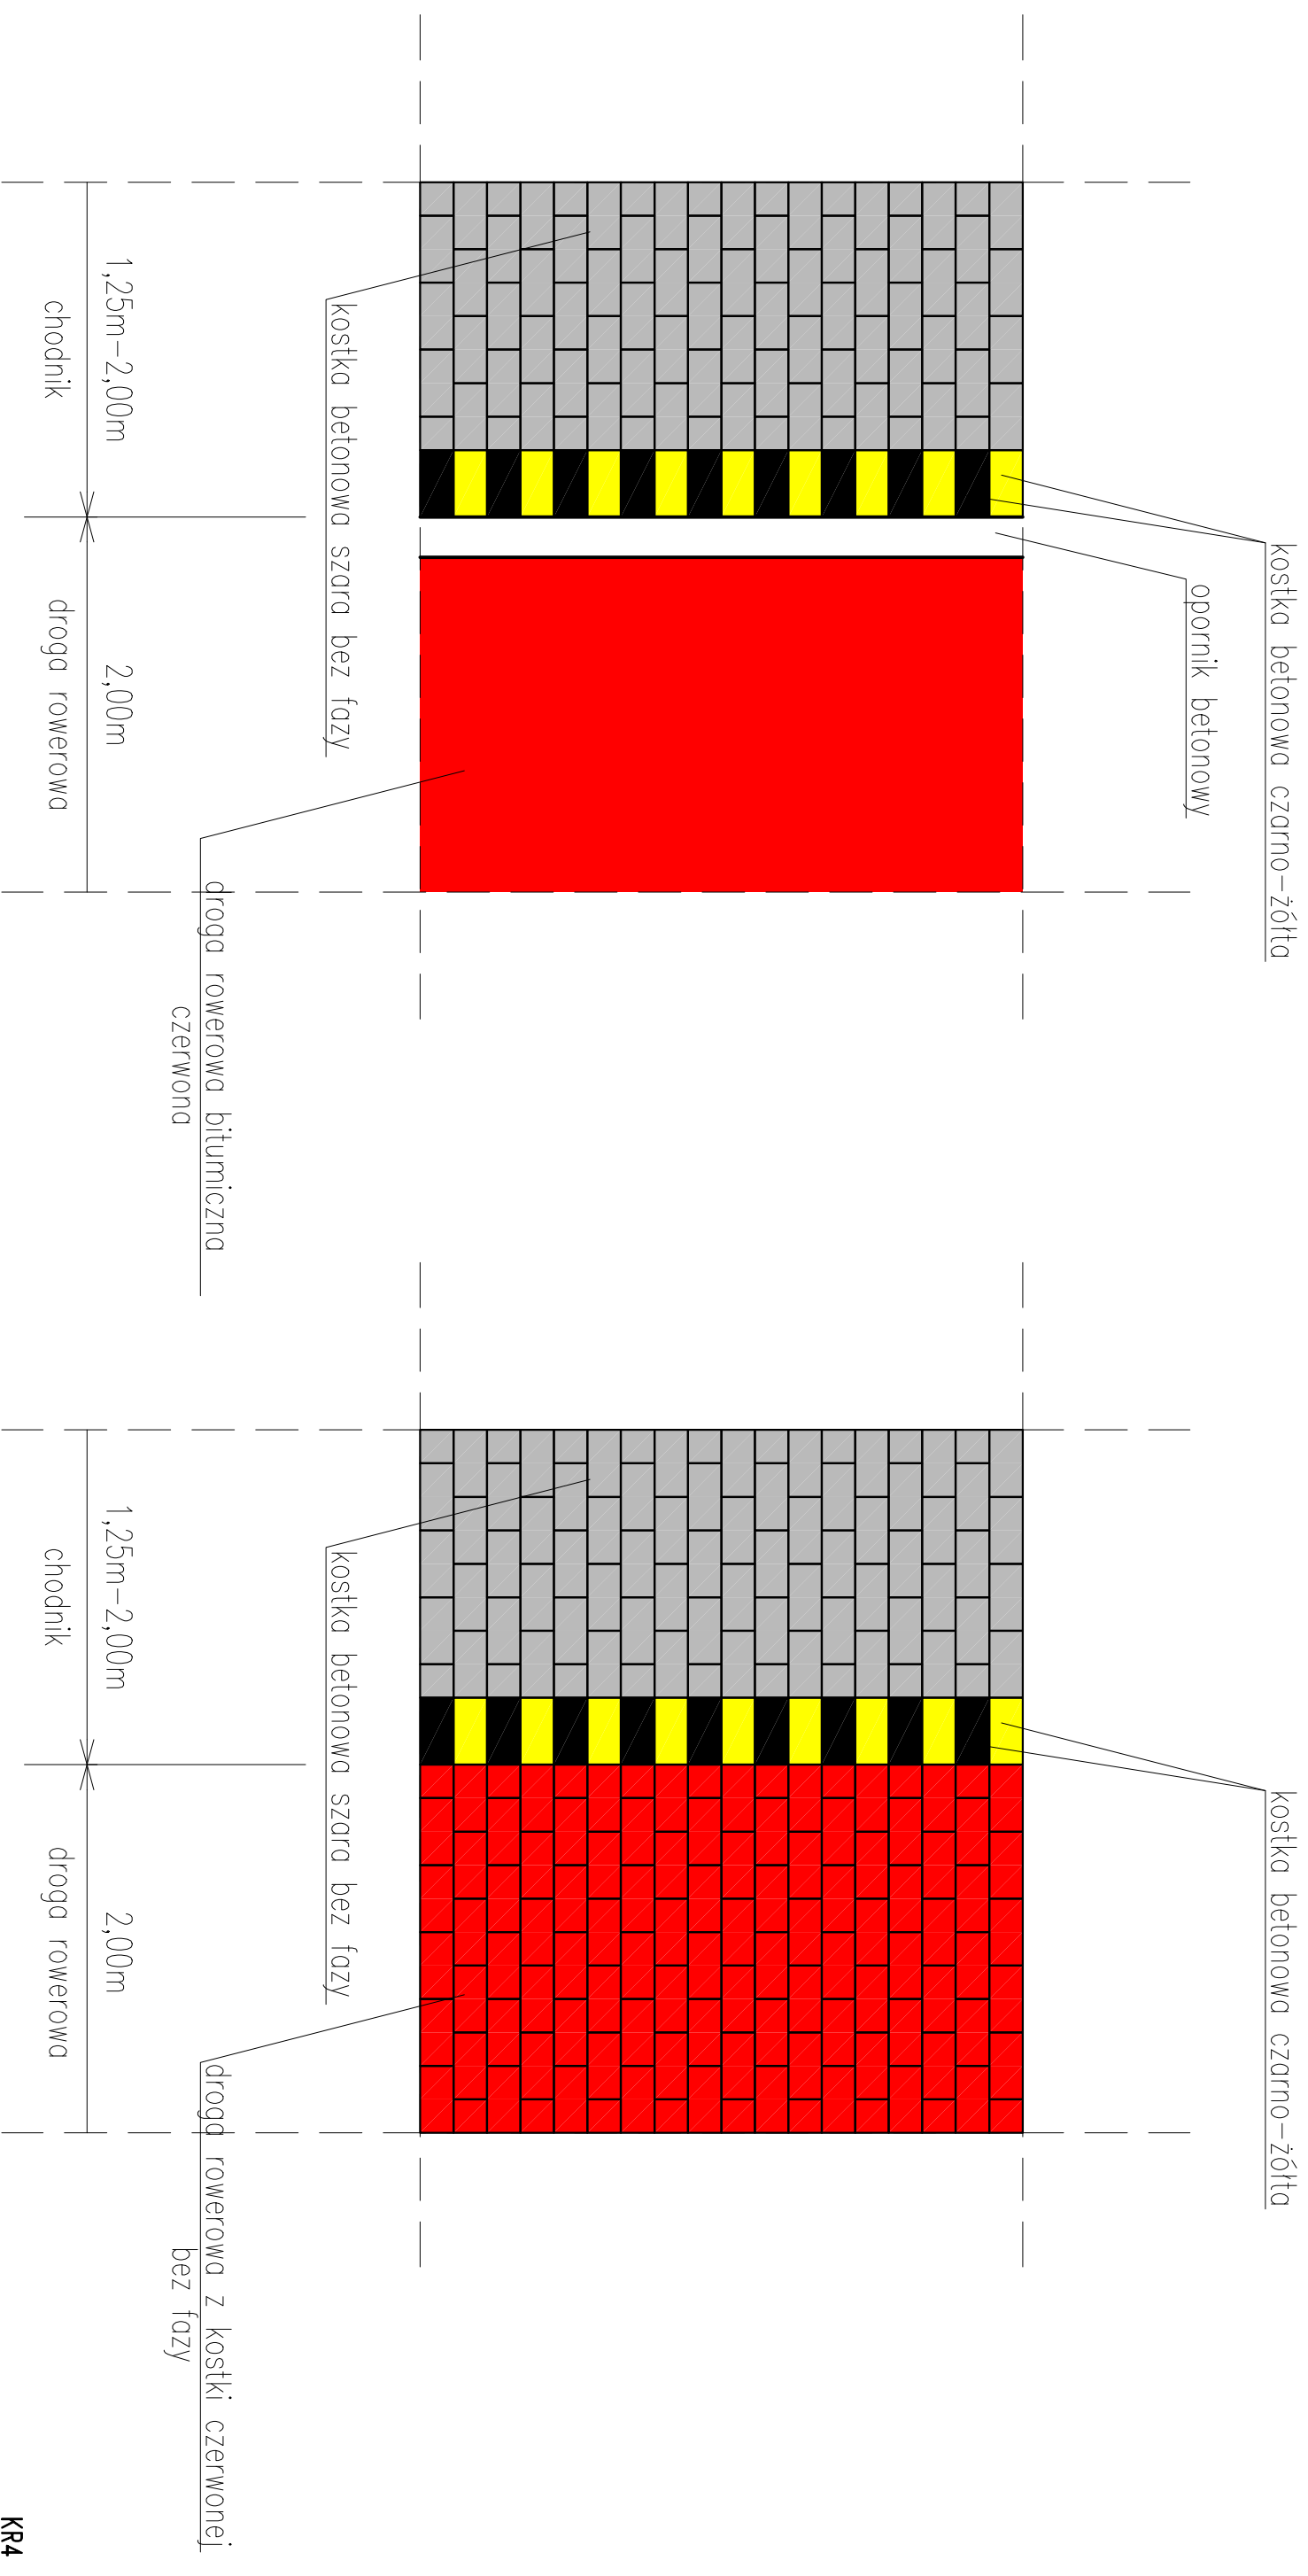 kostka betonowa czarno-żółta
opornik betonowy
kostka betonowa szara bez fazy
droga rowerowa bitumiczna
czerwona
1,25m-2,00m
2,00m
chodnik
droga rowerowa
kostka betonowa czarno-żółta
kostka betonowa szara bez fazy
droga rowerowa z kostki czerwonej
bez fazy
1,25m-2,00m
2,00m
chodnik
droga rowerowa
KR4